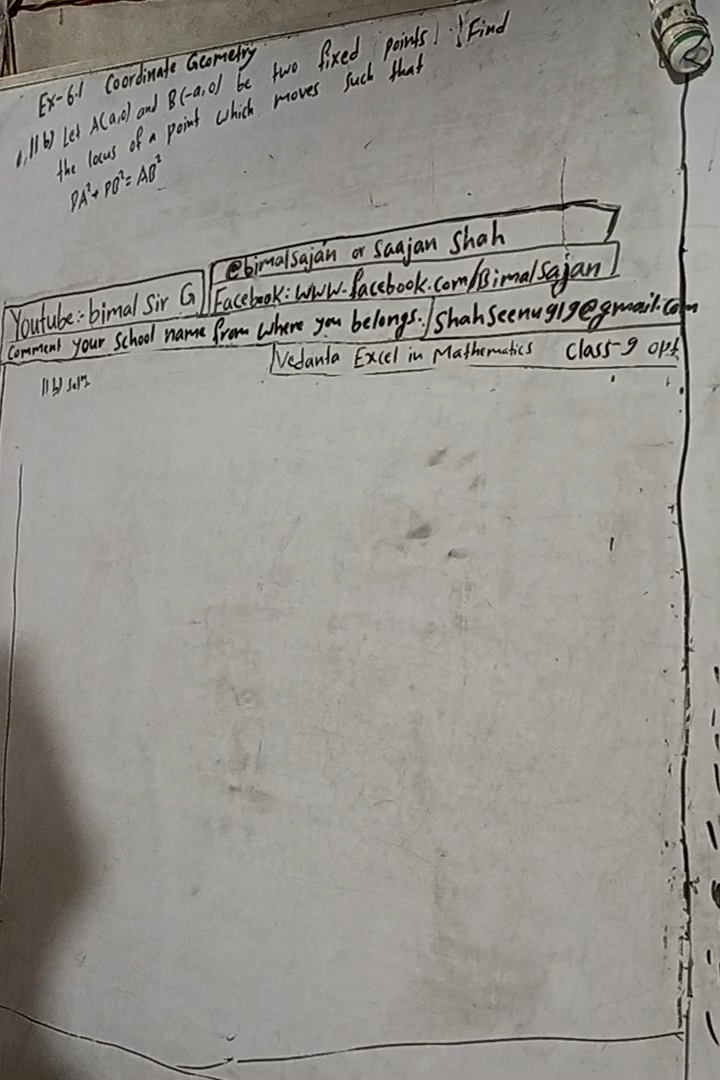 Ex-6.1 Coordinate Geometry
11 b) Let A(a,0) and B(-a,0) be two fixed points. Find
the locus of a point which moves such that
PA²+ PB²= AB²
@bimalsajan or Saajan Shah
Youtube:- bimal Sir G
Facebook: www.facebook.com/Bimalsajan
Comment your school name from where you belongs. shahseenu919@gmail.com
Vedanta Excel in Mathematics Class-9 opt
11 b) Solⁿ